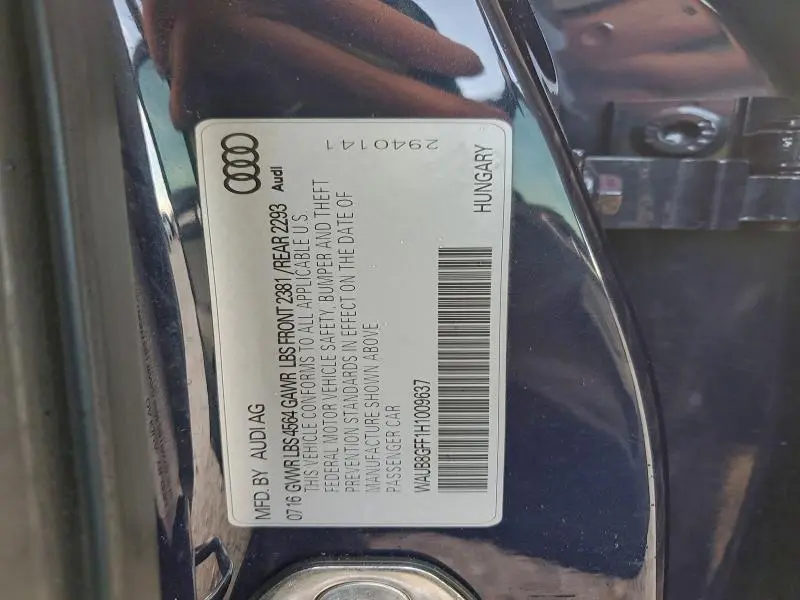 MFD. BY AUDI AG
Audi
0716 GVWR LBS 4564 GAWR LBS FRONT 2381 /REAR 2293
THIS VEHICLE CONFORMS TO ALL APPLICABLE U.S.
FEDERAL MOTOR VEHICLE SAFETY, BUMPER AND THEFT
PREVENTION STANDARDS IN EFFECT ON THE DATE OF
MANUFACTURE SHOWN ABOVE
PASSENGER CAR
2940141
WAUB8GFF1H1009637
HUNGARY